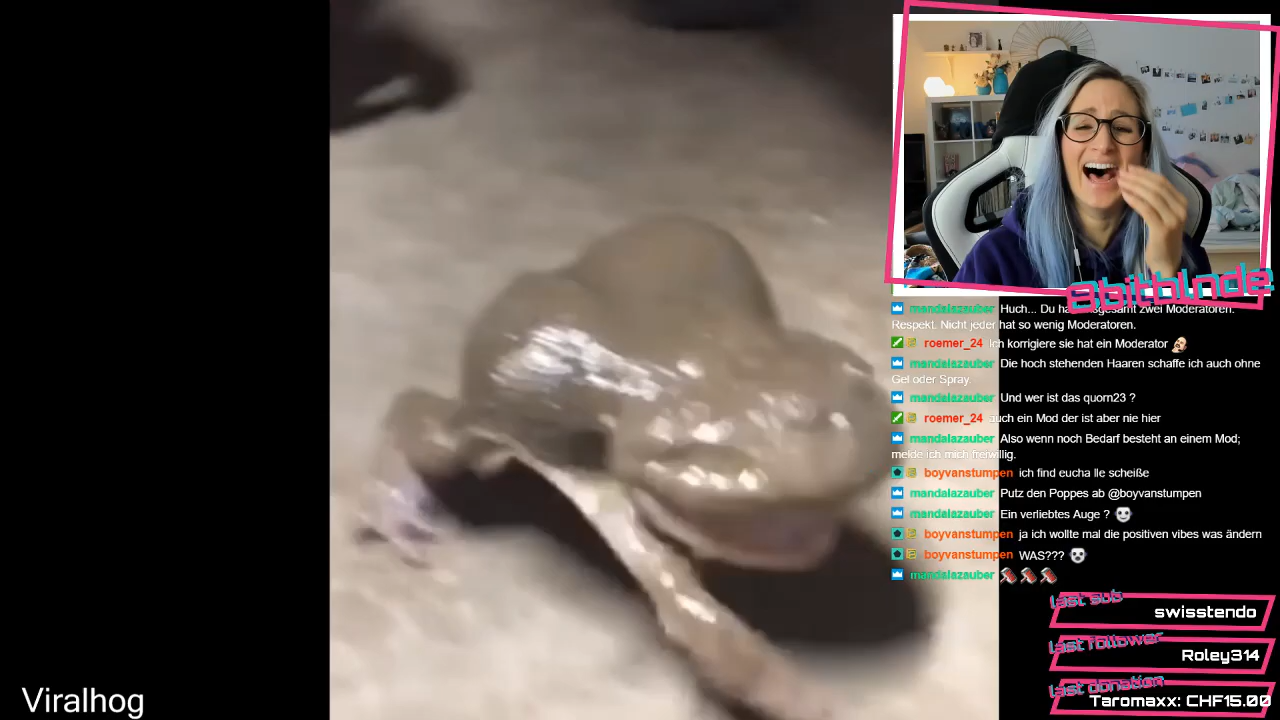 8bitblnde
mandalazauber Huch... Du hast insgesamt zwei Moderatoren.
Respekt. Nicht jeder hat so wenig Moderatoren.
roemer_24 Ich korrigiere sie hat ein Moderator
mandalazauber Die hoch stehenden Haaren schaffe ich auch ohne
Gel oder Spray.
mandalazauber Und wer ist das quorn23 ?
roemer_24 auch ein Mod der ist aber nie hier
mandalazauber Also wenn noch Bedarf besteht an einem Mod;
melde ich mich freiwillig.
boyvanstumpen ich find eucha lle scheiße
mandalazauber Putz den Poppes ab @boyvanstumpen
mandalazauber Ein verliebtes Auge ?
boyvanstumpen ja ich wollte mal die positiven vibes was ändern
boyvanstumpen WAS???
mandalazauber
last sub
swisstendo
last follower
Roley314
last donation
Taromaxx: CHF15.00
Viralhog